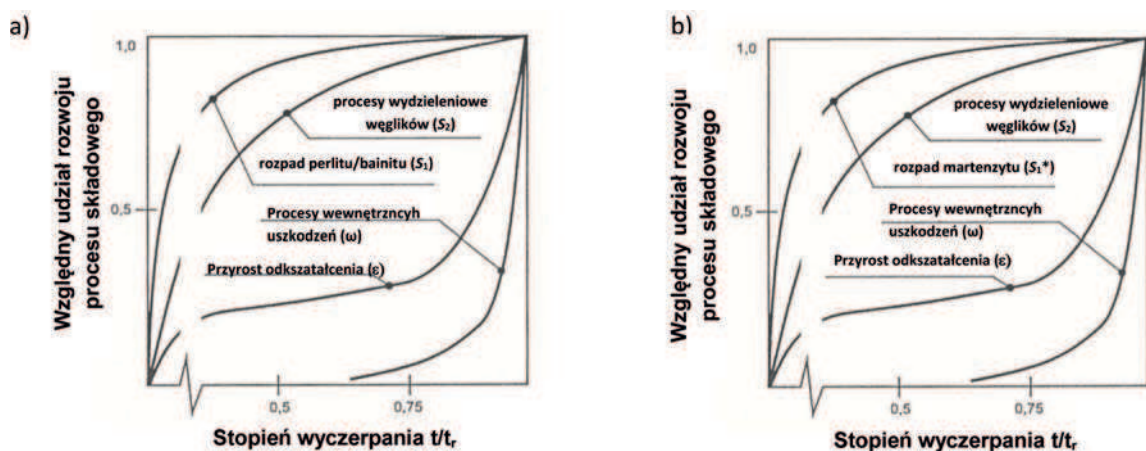 a)
Względny udział rozwoju
procesu składowego
1,0
0,5
procesy wydzieleniowe
węglików (S₂)
rozpad perlitu/bainitu (S₁)
Procesy wewnętrzncyh
uszkodzeń (ω)
Przyrost odkszatałcenia (ε)
0,5
0,75
Stopień wyczerpania t/tᵣ
b)
Względny udział rozwoju
procesu składowego
1,0
0,5
procesy wydzieleniowe
węglików (S₂)
rozpad martenzytu (S₁*)
Procesy wewnętrzncyh
uszkodzeń (ω)
Przyrost odkszatałcenia (ε)
0,5
0,75
Stopień wyczerpania t/tᵣ